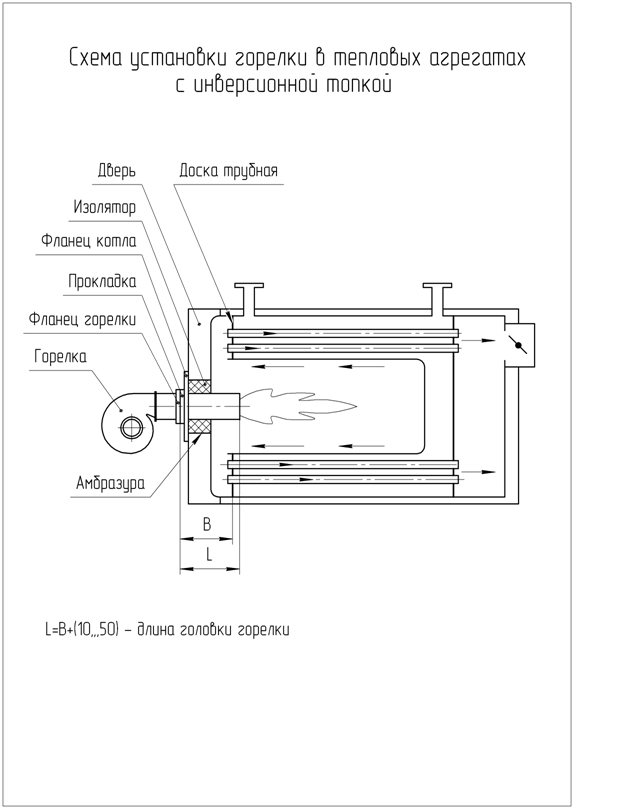 Схема установки горелки в тепловых агрегатах
с инверсионной топкой
Дверь
Доска трубная
Изолятор
Фланец котла
Прокладка
Фланец горелки
Горелка
Амбразура
B
L
L=B+(10,,,50) – длина головки горелки